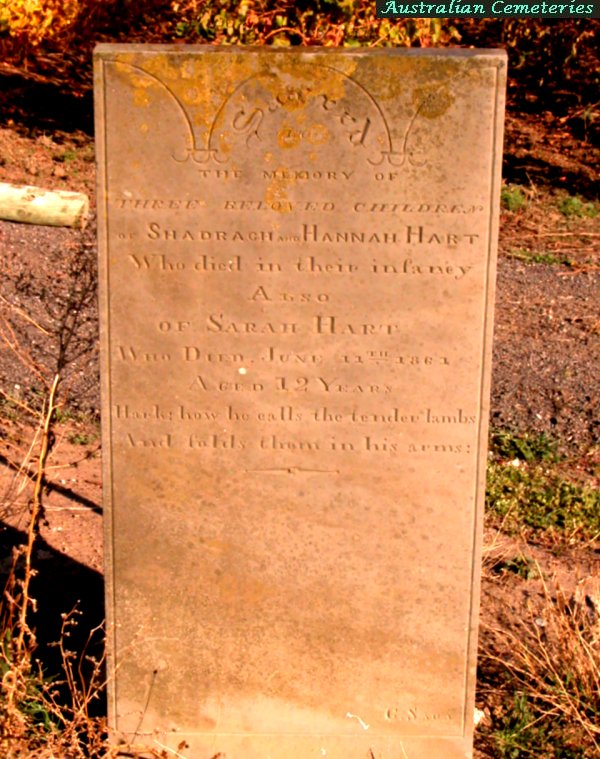 Australian Cemeteries
Sacred
to
THE MEMORY OF
THREE BELOVED CHILDREN
OF SHADRACH AND HANNAH HART
Who died in their infancy
ALSO
OF SARAH HART
WHO DIED, JUNE 11TH 1861
AGED 12 YEARS
Hark; how he calls the tender lambs
And folds them in his arms: